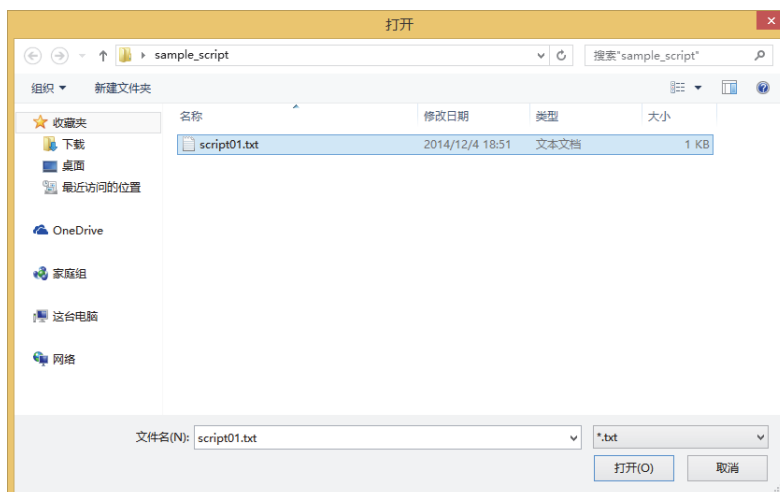 打开
sample_script
搜索"sample_script"
组织
新建文件夹
名称 修改日期 类型 大小
收藏夹
script01.txt 2014/12/4 18:51 文本文档 1 KB
下载
桌面
最近访问的位置
OneDrive
家庭组
这台电脑
网络
文件名(N): script01.txt *.txt
打开(O) 取消